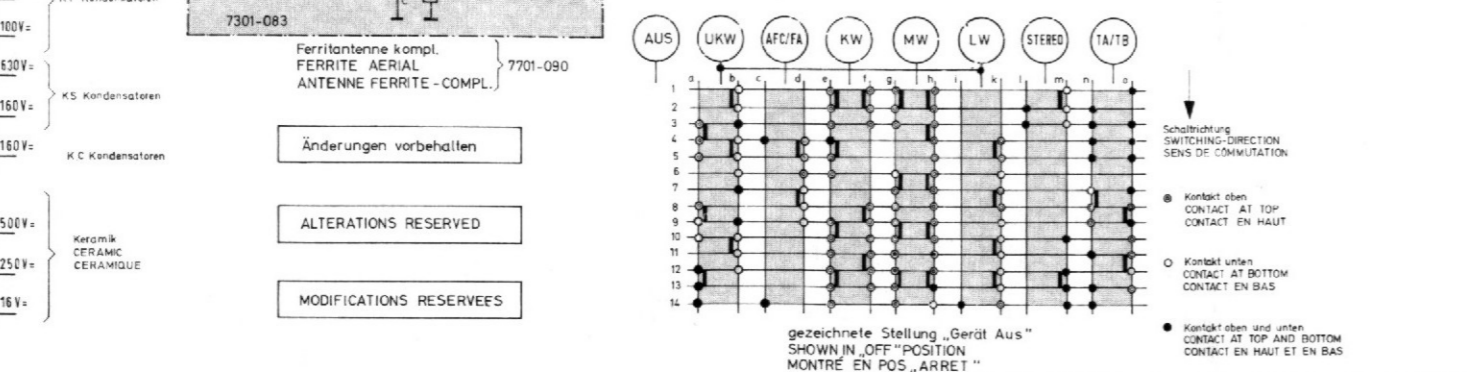 100V=
630V=
160V=
160V=
500V=
250V=
16V=
KS Kondensatoren
KC Kondensatoren
Keramik
CERAMIC
CERAMIQUE
7301-083
Ferritantenne kompl.
FERRITE AERIAL
ANTENNE FERRITE-COMPL.
7701-090
Änderungen vorbehalten
ALTERATIONS RESERVED
MODIFICATIONS RESERVEES
AUS UKW AFC/FA KW MW LW STEREO TA/TB
a b c d e f g h i k l m n o
1
2
3
4
5
6
7
8
9
10
11
12
13
14
gezeichnete Stellung „Gerät Aus"
SHOWN IN „OFF" POSITION
MONTRÉ EN POS „ARRET"
Schaltrichtung
SWITCHING-DIRECTION
SENS DE COMMUTATION
Kontakt oben
CONTACT AT TOP
CONTACT EN HAUT
Kontakt unten
CONTACT AT BOTTOM
CONTACT EN BAS
Kontakt oben und unten
CONTACT AT TOP AND BOTTOM
CONTACT EN HAUT ET EN BAS